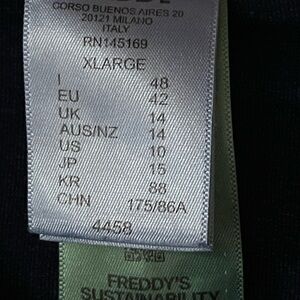 CORSO BUENOS AIRES 20
20121 MILANO
ITALY
RN145169
XLARGE
I 48
EU 42
UK 14
AUS/NZ 14
US 10
JP 15
KR 88
CHN 175/86A
4458
FREDDY'S
SUSTAINABILITY